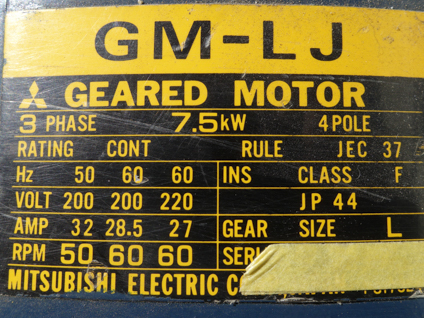 GM-LJ
GEARED MOTOR
3 PHASE 7.5kW 4 POLE
RATING CONT RULE JEC 37
Hz 50 60 60 INS CLASS F
VOLT 200 200 220 JP 44
AMP 32 28.5 27 GEAR SIZE L
RPM 50 60 60
MITSUBISHI ELECTRIC